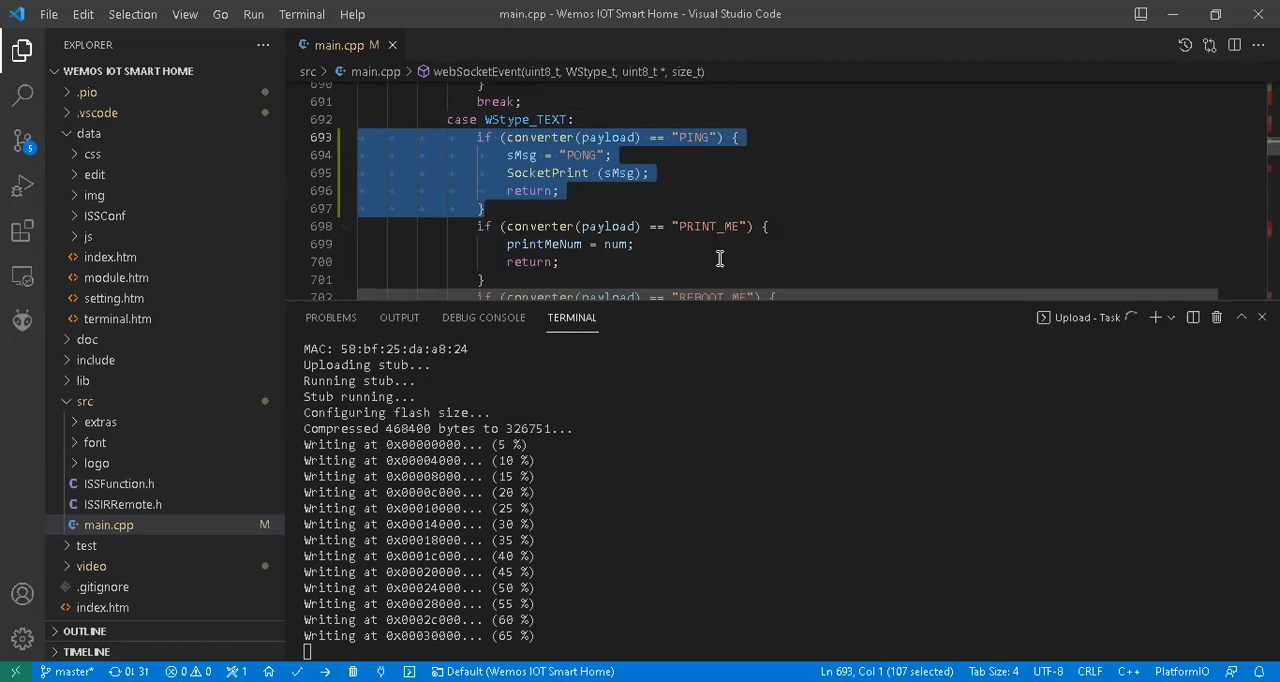 File Edit Selection View Go Run Terminal Help main.cpp - Wemos IOT Smart Home - Visual Studio Code
EXPLORER
main.cpp M
WEMOS IOT SMART HOME
src > main.cpp > webSocketEvent(uint8_t, WStype_t, uint8_t *, size_t)
.pio
.vscode
data
css
edit
img
ISSConf
js
index.htm
module.htm
setting.htm
terminal.htm
doc
include
lib
src
extras
font
logo
ISSFunction.h
ISSIRRemote.h
main.cpp M
test
video
.gitignore
index.htm
OUTLINE
TIMELINE
5
690 }
691 break;
692 case WStype_TEXT:
693 if (converter(payload) == "PING") {
694 sMsg = "PONG";
695 SocketPrint (sMsg);
696 return;
697 }
698 if (converter(payload) == "PRINT_ME") {
699 printMeNum = num;
700 return;
701 }
702 if (converter(payload) == "REBOOT_ME") {
PROBLEMS OUTPUT DEBUG CONSOLE TERMINAL Upload - Task
MAC: 58:bf:25:da:a8:24
Uploading stub...
Running stub...
Stub running...
Configuring flash size...
Compressed 468400 bytes to 326751...
Writing at 0x00000000... (5 %)
Writing at 0x00004000... (10 %)
Writing at 0x00008000... (15 %)
Writing at 0x0000c000... (20 %)
Writing at 0x00010000... (25 %)
Writing at 0x00014000... (30 %)
Writing at 0x00018000... (35 %)
Writing at 0x0001c000... (40 %)
Writing at 0x00020000... (45 %)
Writing at 0x00024000... (50 %)
Writing at 0x00028000... (55 %)
Writing at 0x0002c000... (60 %)
Writing at 0x00030000... (65 %)
master* 0↓ 3↑ 0 0 1 Default (Wemos IOT Smart Home) Ln 693, Col 1 (107 selected) Tab Size: 4 UTF-8 CRLF C++ PlatformIO